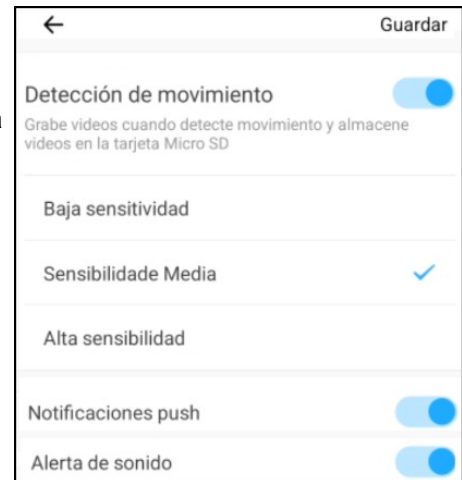 Guardar
Detección de movimiento
Grabe videos cuando detecte movimiento y almacene
videos en la tarjeta Micro SD
Baja sensitividad
Sensibilidade Media
Alta sensibilidad
Notificaciones push
Alerta de sonido